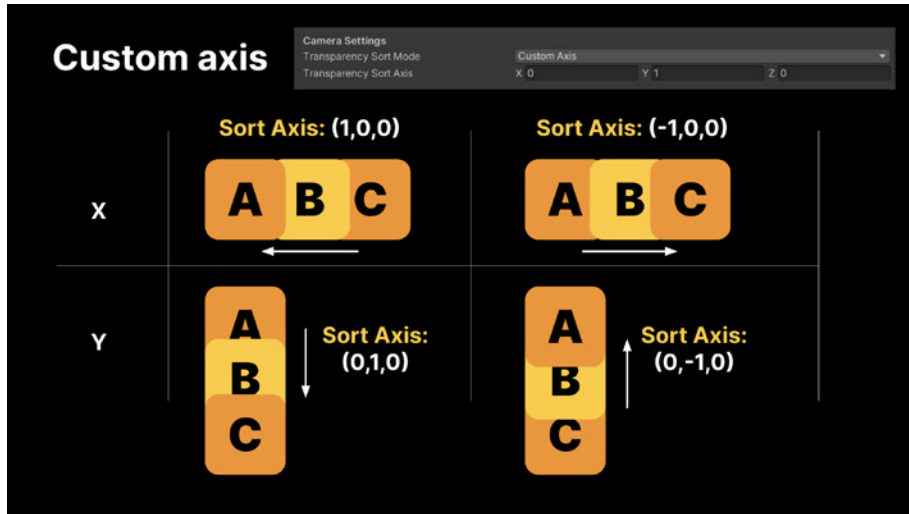 Custom axis
Camera Settings
Transparency Sort Mode Custom Axis
Transparency Sort Axis X 0 Y 1 Z 0
Sort Axis: (1,0,0) Sort Axis: (-1,0,0)
X A B C A B C
Y
A
B
C
Sort Axis:
(0,1,0)
A
B
C
Sort Axis:
(0,-1,0)